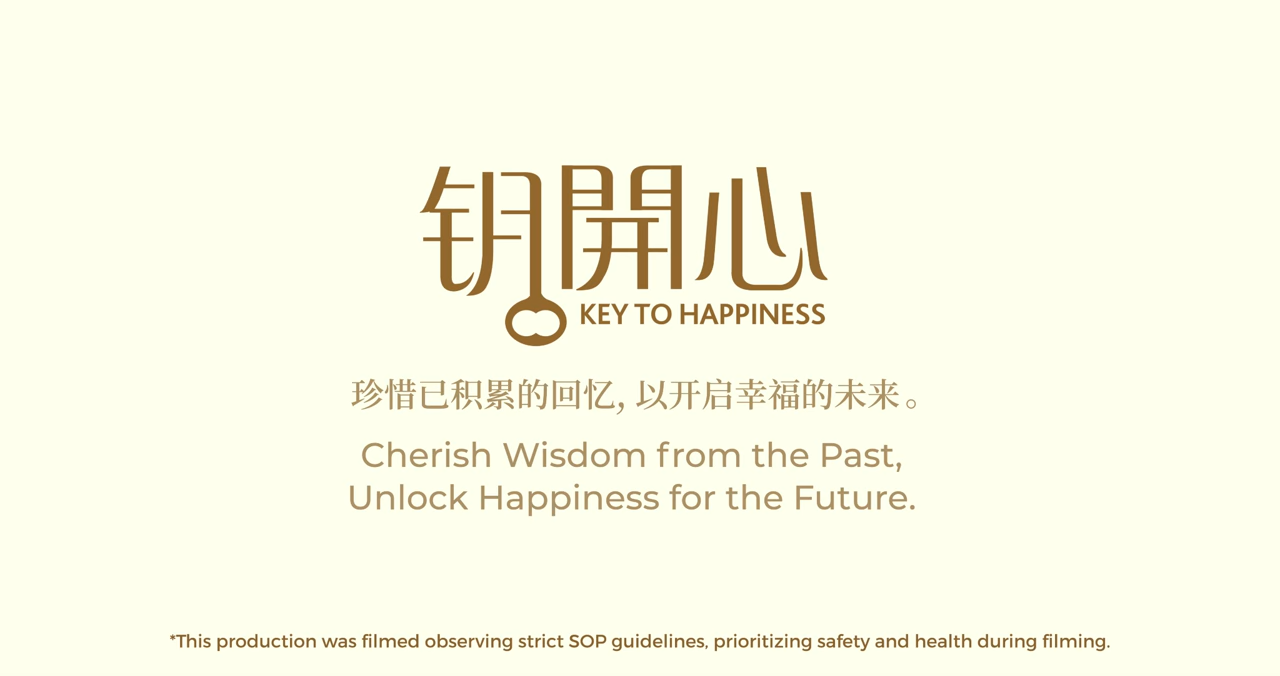 钥開心
KEY TO HAPPINESS
珍惜已积累的回忆, 以开启幸福的未来。
Cherish Wisdom from the Past,
Unlock Happiness for the Future.
*This production was filmed observing strict SOP guidelines, prioritizing safety and health during filming.